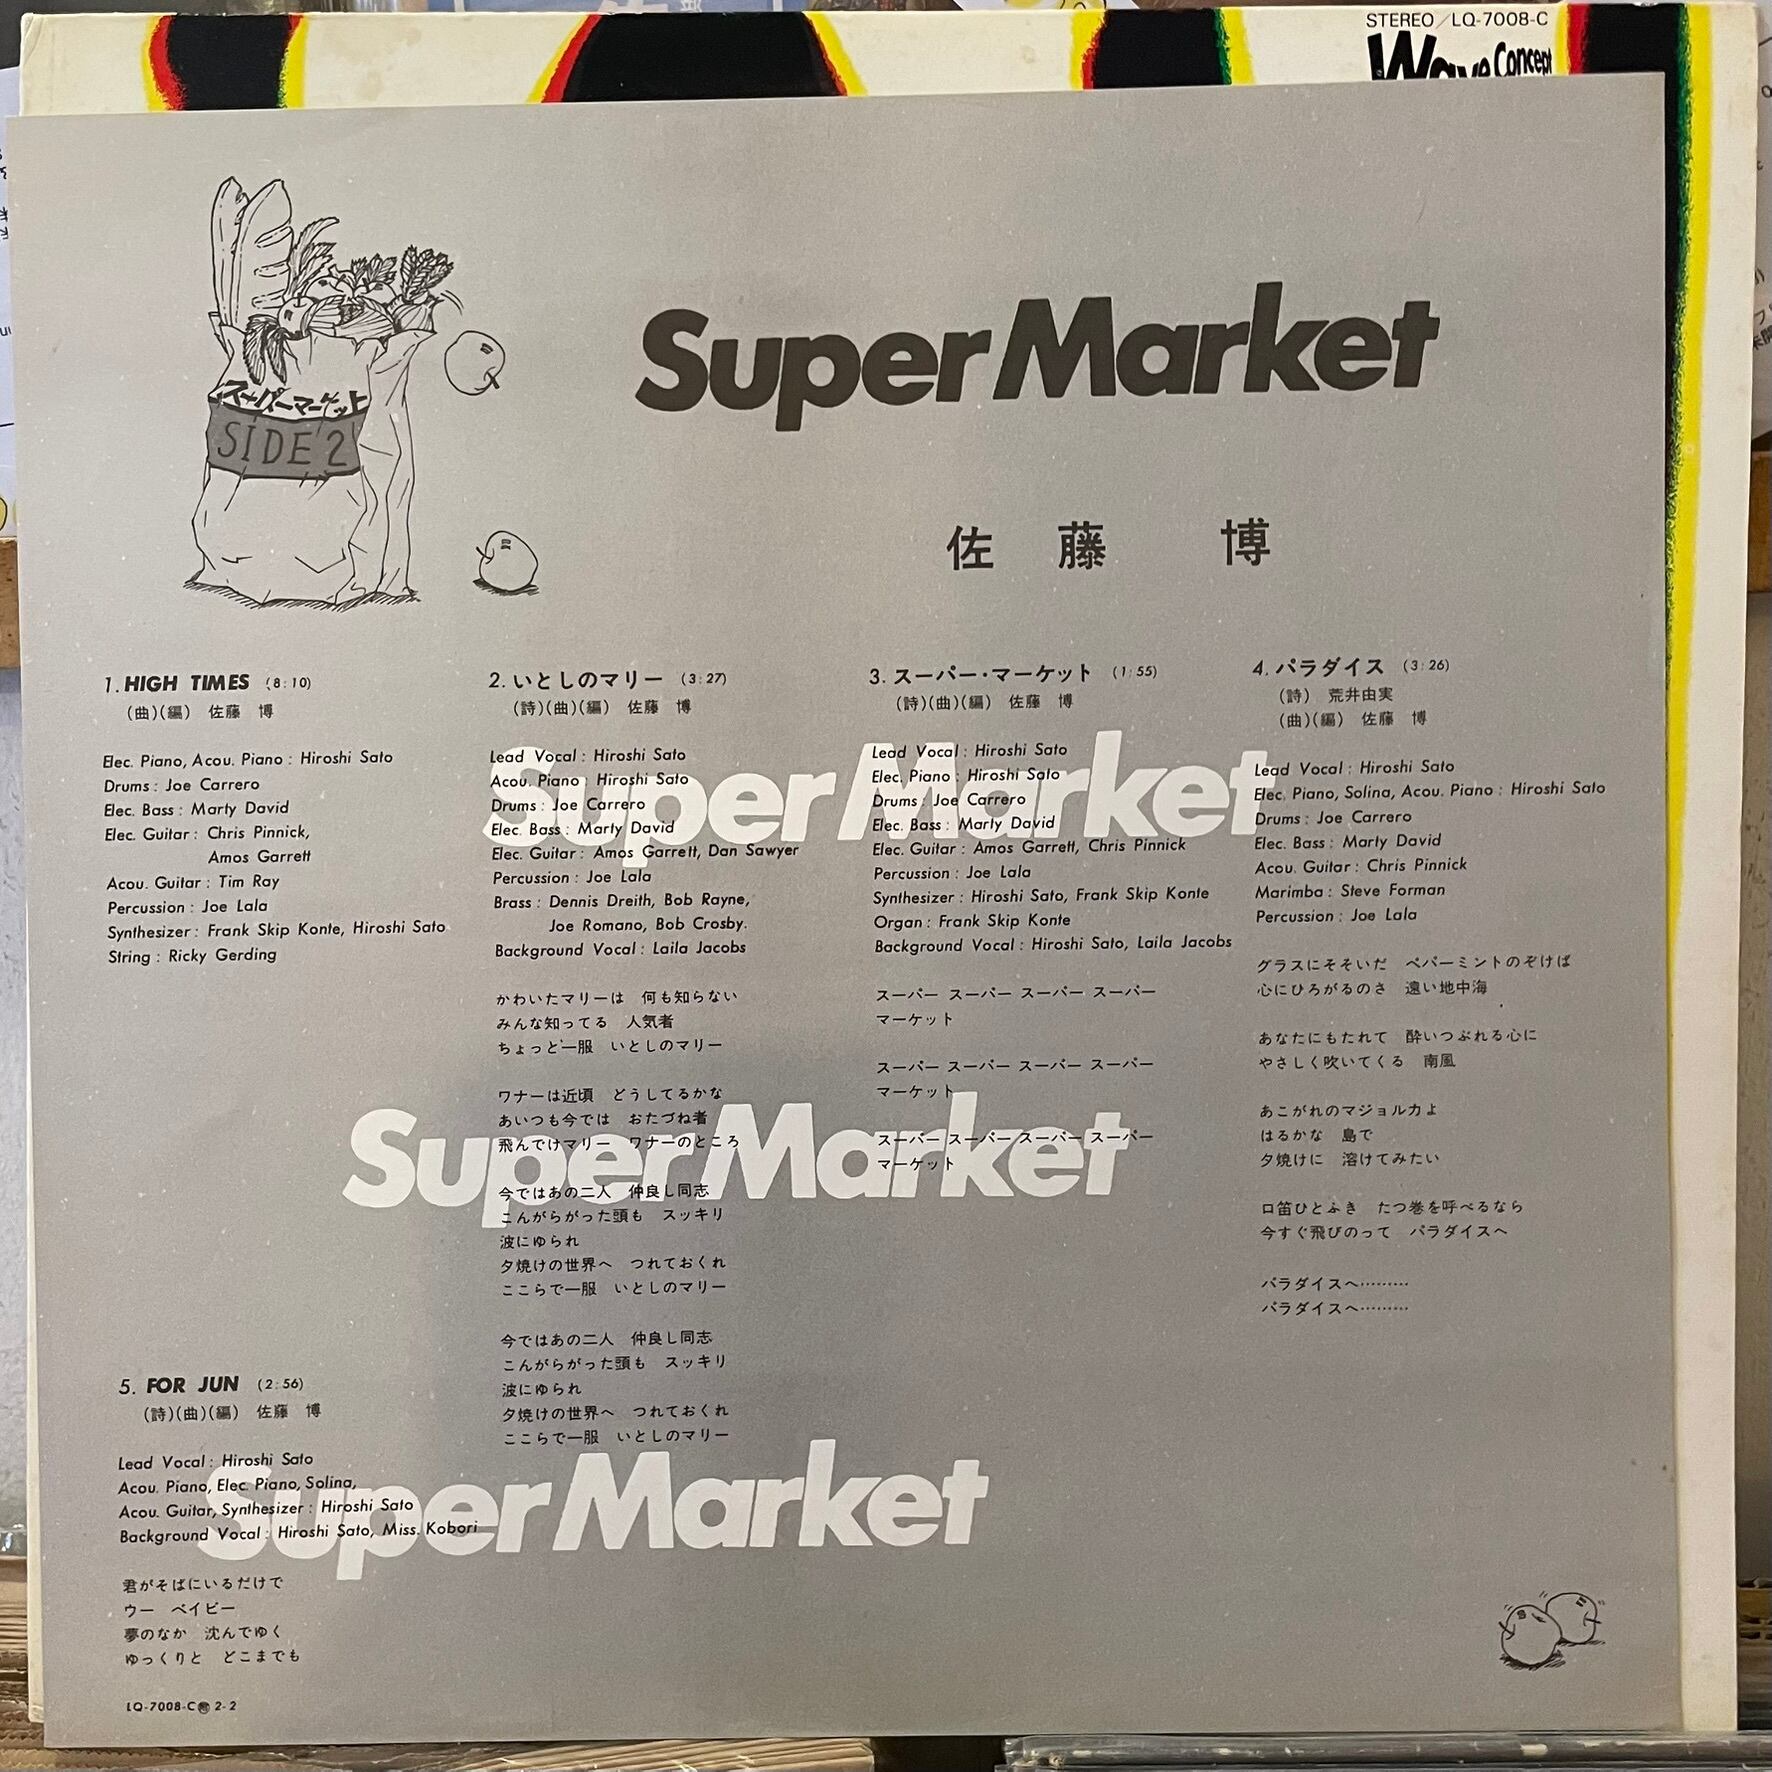 STEREO/LQ-7008-C
Wave Concept
スーパーマーケット
SIDE 2
Super Market
佐藤 博
1. HIGH TIMES (8:10)
(曲)(編) 佐藤 博
Elec. Piano, Acou. Piano : Hiroshi Sato
Drums : Joe Carrero
Elec. Bass : Marty David
Elec. Guitar : Chris Pinnick,
Amos Garrett
Acou. Guitar : Tim Ray
Percussion : Joe Lala
Synthesizer : Frank Skip Konte, Hiroshi Sato
String : Ricky Gerding
2. いとしのマリー (3:27)
(詩)(曲)(編) 佐藤 博
Lead Vocal : Hiroshi Sato
Acou. Piano : Hiroshi Sato
Drums : Joe Carrero
Elec. Bass : Marty David
Elec. Guitar : Amos Garrett, Dan Sawyer
Percussion : Joe Lala
Brass : Dennis Dreith, Bob Rayne,
Joe Romano, Bob Crosby.
Background Vocal : Laila Jacobs
かわいたマリーは 何も知らない
みんな知ってる 人気者
ちょっと一服 いとしのマリー
ワナーは近頃 どうしてるかな
あいつも今では おたづね者
飛んでけマリー ワナーのところ
今ではあの二人 仲良し同志
こんがらがった頭も スッキリ
波にゆられ
夕焼けの世界へ つれておくれ
ここらで一服 いとしのマリー
今ではあの二人 仲良し同志
こんがらがった頭も スッキリ
波にゆられ
夕焼けの世界へ つれておくれ
ここらで一服 いとしのマリー
3. スーパー・マーケット (1:55)
(詩)(曲)(編) 佐藤 博
Lead Vocal : Hiroshi Sato
Elec. Piano : Hiroshi Sato
Drums : Joe Carrero
Elec. Bass : Marty David
Elec. Guitar : Amos Garrett, Chris Pinnick
Percussion : Joe Lala
Synthesizer : Hiroshi Sato, Frank Skip Konte
Organ : Frank Skip Konte
Background Vocal : Hiroshi Sato, Laila Jacobs
スーパー スーパー スーパー スーパー
マーケット
スーパー スーパー スーパー スーパー
マーケット
スーパー スーパー スーパー スーパー
マーケット
4. パラダイス (3:26)
(詩) 荒井由実
(曲)(編) 佐藤 博
Lead Vocal : Hiroshi Sato
Elec. Piano, Solina, Acou. Piano : Hiroshi Sato
Drums : Joe Carrero
Elec. Bass : Marty David
Acou. Guitar : Chris Pinnick
Marimba : Steve Forman
Percussion : Joe Lala
グラスにそそいだ ペパーミントのぞけば
心にひろがるのさ 遠い地中海
あなたにもたれて 酔いつぶれる心に
やさしく吹いてくる 南風
あこがれのマジョルカよ
はるかな 島で
夕焼けに 溶けてみたい
口笛ひとふき たつ巻を呼べるなら
今すぐ飛びのって パラダイスへ
パラダイスへ………
パラダイスへ………
5. FOR JUN (2:56)
(詩)(曲)(編) 佐藤 博
Lead Vocal : Hiroshi Sato
Acou. Piano, Elec. Piano, Solina,
Acou. Guitar, Synthesizer : Hiroshi Sato
Background Vocal : Hiroshi Sato, Miss. Kobori
君がそばにいるだけで
ウー ベイビー
夢のなか 沈んでゆく
ゆっくりと どこまでも
Super Market
Super Market
Super Market
LQ-7008-C 2-2